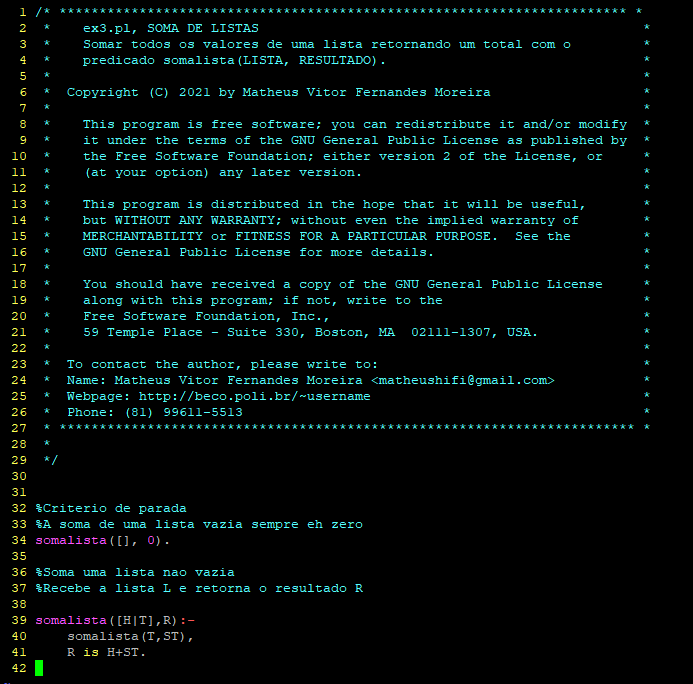 1 /* *********************************************************************** *
2  *    ex3.pl, SOMA DE LISTAS                                                *
3  *    Somar todos os valores de uma lista retornando um total com o         *
4  *    predicado somalista(LISTA, RESULTADO).                                *
5  *                                                                          *
6  *  Copyright (C) 2021 by Matheus Vitor Fernandes Moreira                   *
7  *                                                                          *
8  *    This program is free software; you can redistribute it and/or modify  *
9  *    it under the terms of the GNU General Public License as published by  *
10  *    the Free Software Foundation; either version 2 of the License, or     *
11  *    (at your option) any later version.                                   *
12  *                                                                          *
13  *    This program is distributed in the hope that it will be useful,       *
14  *    but WITHOUT ANY WARRANTY; without even the implied warranty of        *
15  *    MERCHANTABILITY or FITNESS FOR A PARTICULAR PURPOSE.  See the         *
16  *    GNU General Public License for more details.                          *
17  *                                                                          *
18  *    You should have received a copy of the GNU General Public License     *
19  *    along with this program; if not, write to the                         *
20  *    Free Software Foundation, Inc.,                                       *
21  *    59 Temple Place - Suite 330, Boston, MA  02111-1307, USA.             *
22  *                                                                          *
23  *  To contact the author, please write to:                                 *
24  *  Name: Matheus Vitor Fernandes Moreira <matheushifi@gmail.com>           *
25  *  Webpage: http://beco.poli.br/~username                                  *
26  *  Phone: (81) 99611-5513                                                  *
27  * ************************************************************************ *
28  *
29  */
30
31
32 %Criterio de parada
33 %A soma de uma lista vazia sempre eh zero
34 somalista([], 0).
35
36 %Soma uma lista nao vazia
37 %Recebe a lista L e retorna o resultado R
38
39 somalista([H|T],R):-
40     somalista(T,ST),
41     R is H+ST.
42